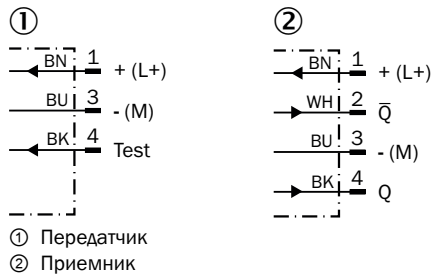 ① ②
BN 1 + (L+)
BU 3 - (M)
BK 4 Test
BN 1 + (L+)
WH 2 Q̅
BU 3 - (M)
BK 4 Q
① Передатчик
② Приемник